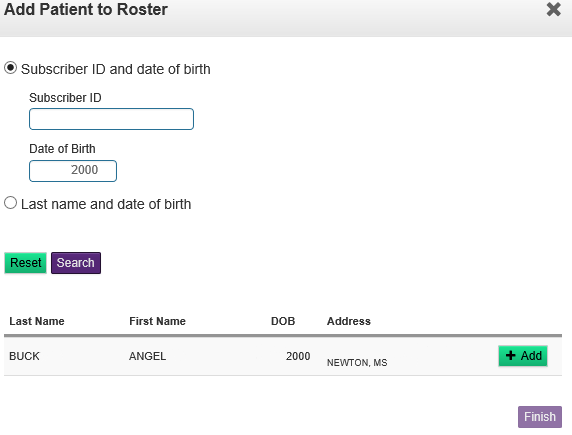 Add Patient to Roster
Subscriber ID and date of birth
Subscriber ID
Date of Birth
2000
Last name and date of birth
Reset Search
Last Name First Name DOB Address
BUCK ANGEL 2000 NEWTON, MS + Add
Finish